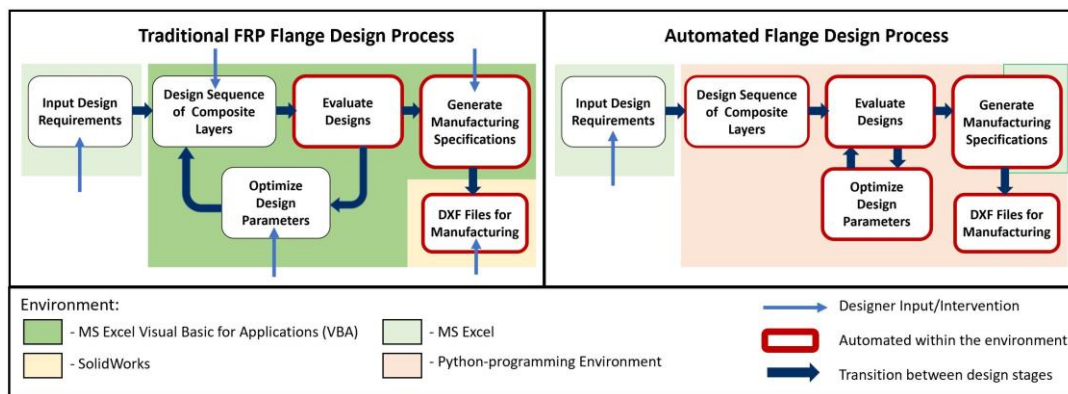 Traditional FRP Flange Design Process
Input Design
Requirements
Design Sequence
of Composite
Layers
Evaluate
Designs
Generate
Manufacturing
Specifications
Optimize
Design
Parameters
DXF Files for
Manufacturing
Automated Flange Design Process
Input Design
Requirements
Design Sequence
of Composite
Layers
Evaluate
Designs
Generate
Manufacturing
Specifications
Optimize
Design
Parameters
DXF Files for
Manufacturing
Environment:
- MS Excel Visual Basic for Applications (VBA)
- SolidWorks
- MS Excel
- Python-programming Environment
Designer Input/Intervention
Automated within the environment
Transition between design stages